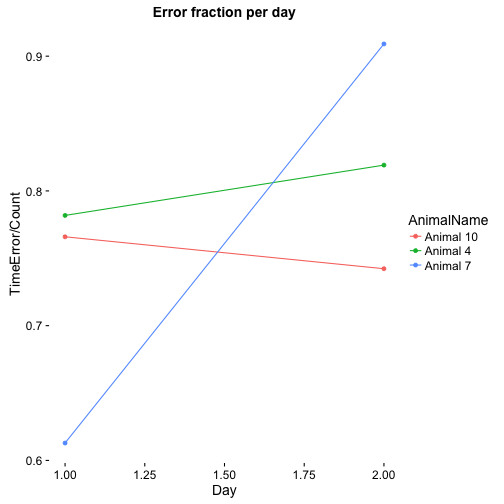 Error fraction per day
TimeError/Count
0.9
0.8
0.7
0.6
1.00 1.25 1.50 1.75 2.00
Day
AnimalName
Animal 10
Animal 4
Animal 7